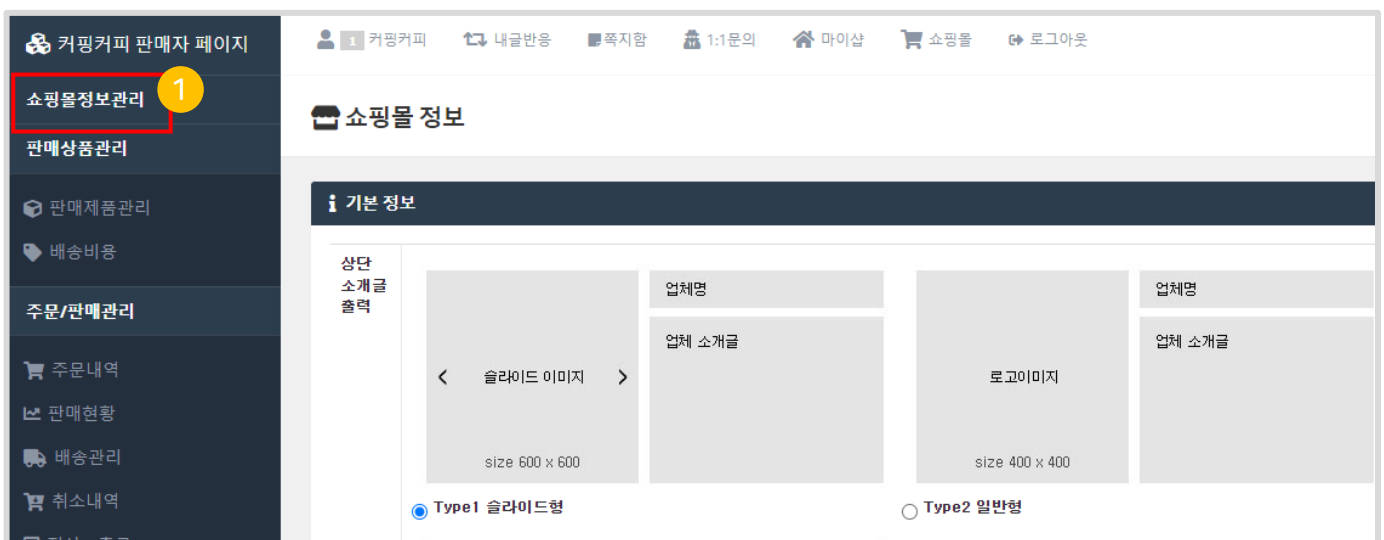 커핑커피 판매자 페이지
1 커핑커피 내글반응 쪽지함 1:1문의 마이샵 쇼핑몰 로그아웃
쇼핑몰정보관리
1
쇼핑몰 정보
판매상품관리
판매제품관리
배송비용
주문/판매관리
주문내역
판매현황
배송관리
취소내역
기본 정보
상단
소개글
출력
슬라이드 이미지
size 600 x 600
업체명
업체 소개글
Type1 슬라이드형
로고이미지
size 400 x 400
업체명
업체 소개글
Type2 일반형